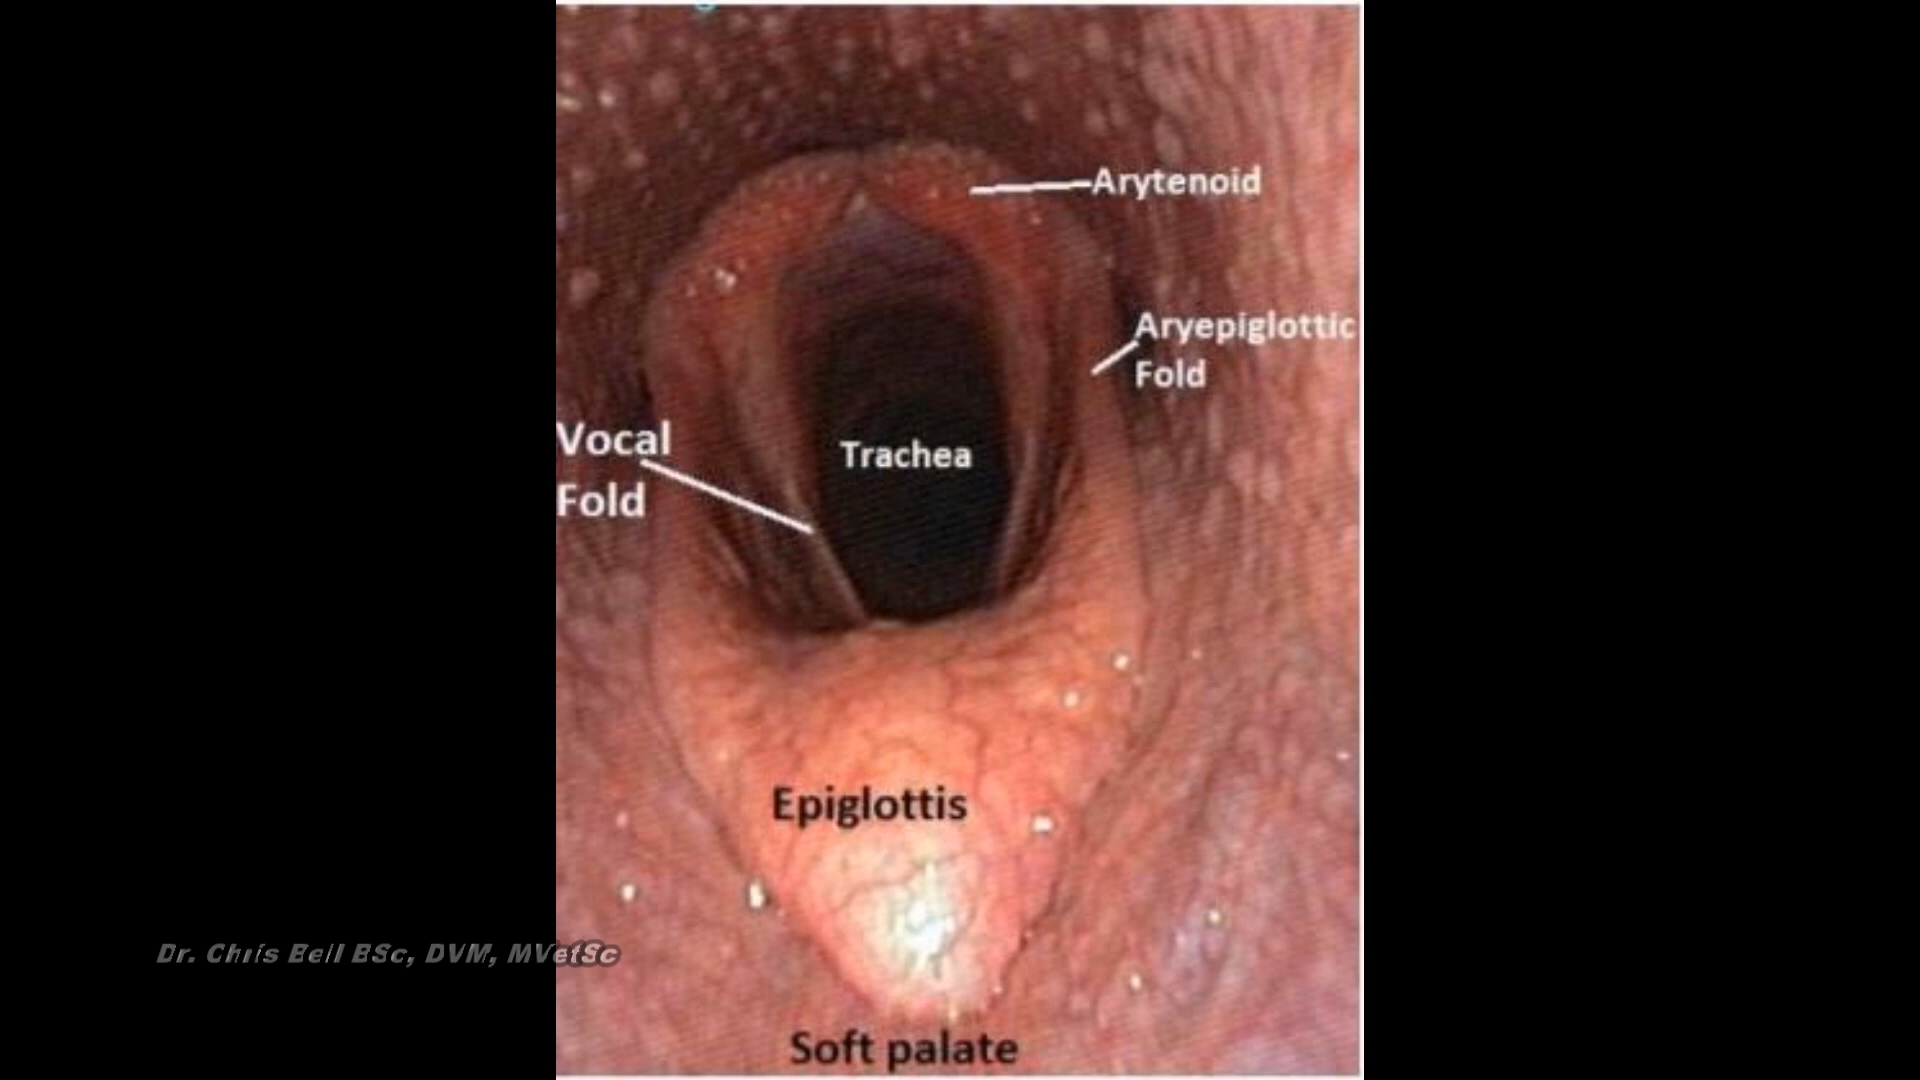 Arytenoid
Aryepiglottic
Fold
Vocal
Fold
Trachea
Epiglottis
Dr. Chris Bell BSc, DVM, MVetSc
Soft palate